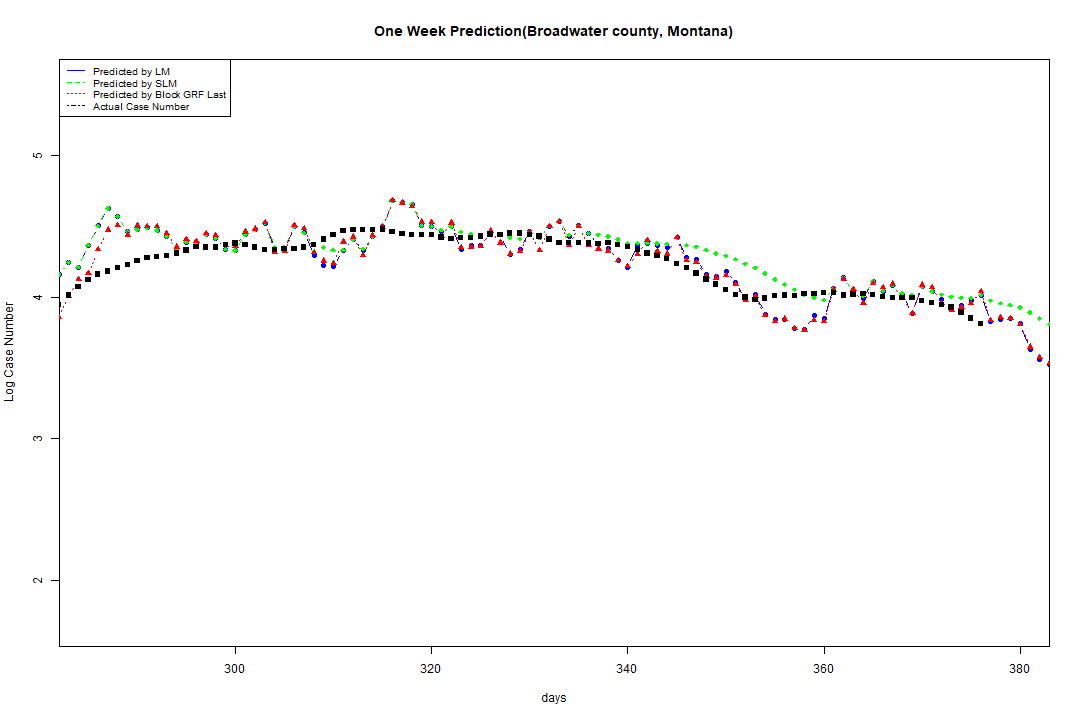 One Week Prediction(Broadwater county, Montana)
Predicted by LM
Predicted by SLM
Predicted by Block GRF Last
Actual Case Number
5
4
3
2
Log Case Number
300 320 340 360 380
days